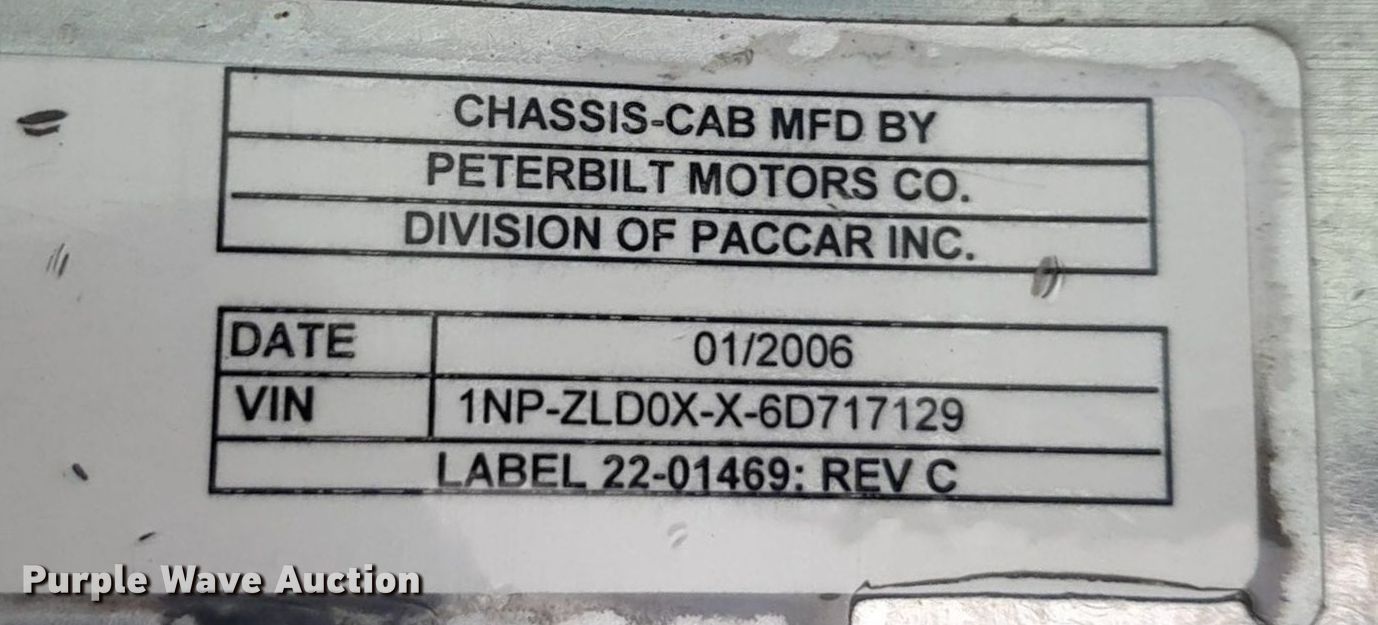 CHASSIS-CAB MFD BY
PETERBILT MOTORS CO.
DIVISION OF PACCAR INC.
DATE 01/2006
VIN 1NP-ZLD0X-X-6D717129
LABEL 22-01469: REV C
Purple Wave Auction